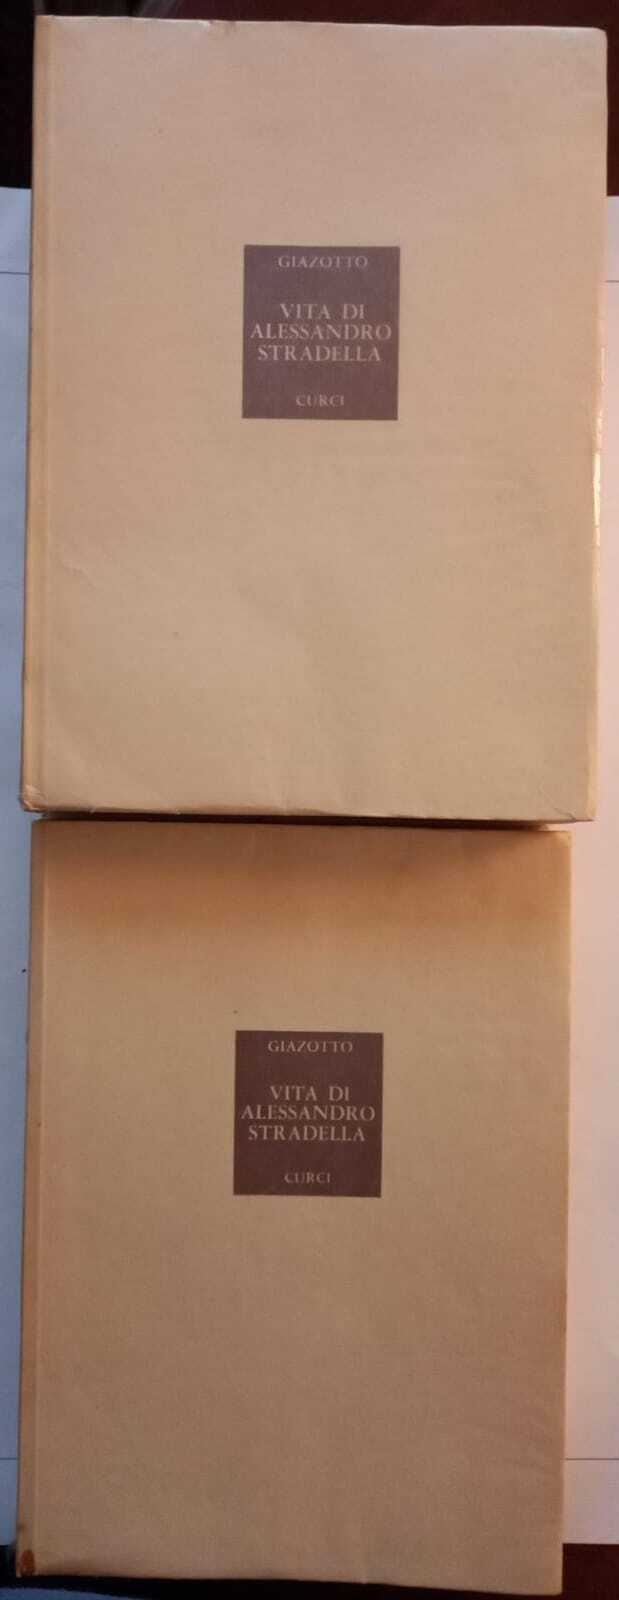 GIAZOTTO
VITA DI
ALESSANDRO
STRADELLA
CURCI
GIAZOTTO
VITA DI
ALESSANDRO
STRADELLA
CURCI